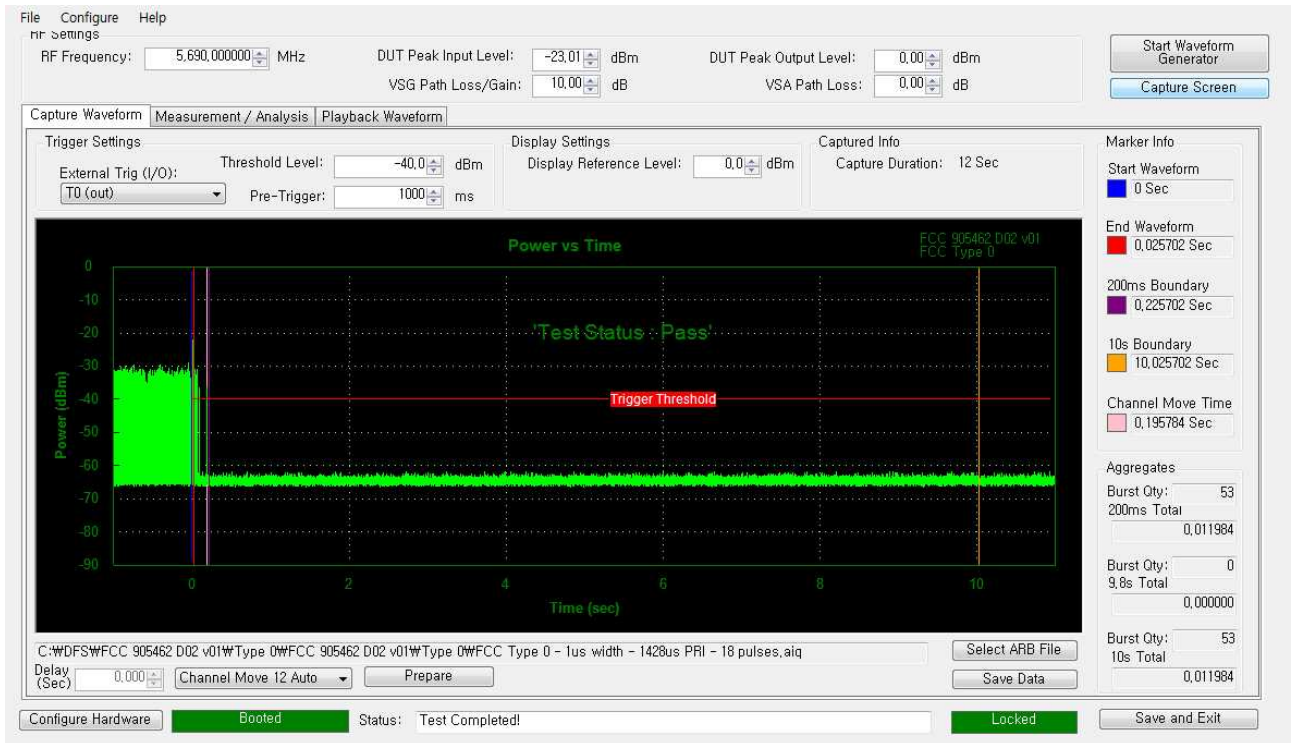 File Configure Help
RF Settings
RF Frequency: 5,690,000000 MHz DUT Peak Input Level: -23,01 dBm DUT Peak Output Level: 0,00 dBm
VSG Path Loss/Gain: 10,00 dB VSA Path Loss: 0,00 dB
Start Waveform
Generator
Capture Screen
Capture Waveform Measurement / Analysis Playback Waveform
Trigger Settings
External Trig (I/O):
T0 (out)
Threshold Level: -40,0 dBm
Pre-Trigger: 1000 ms
Display Settings
Display Reference Level: 0,0 dBm
Captured Info
Capture Duration: 12 Sec
Power vs Time
FCC 905462 D02 v01
FCC Type 0
'Test Status : Pass'
Trigger Threshold
Power (dBm)
0
-10
-20
-30
-40
-50
-60
-70
-80
-90
0 2 4 6 8 10
Time (sec)
Marker Info
Start Waveform
0 Sec
End Waveform
0,025702 Sec
200ms Boundary
0,225702 Sec
10s Boundary
10,025702 Sec
Channel Move Time
0,195784 Sec
Aggregates
Burst Qty: 53
200ms Total
0,011984
Burst Qty: 0
9,8s Total
0,000000
Burst Qty: 53
10s Total
0,011984
C:₩DFS₩FCC 905462 D02 v01₩Type 0₩FCC 905462 D02 v01₩Type 0₩FCC Type 0 - 1us width - 1428us PRI - 18 pulses,aiq
Select ARB File
Delay
(Sec) 0,000 Channel Move 12 Auto Prepare
Save Data
Configure Hardware Booted Status: Test Completed! Locked Save and Exit